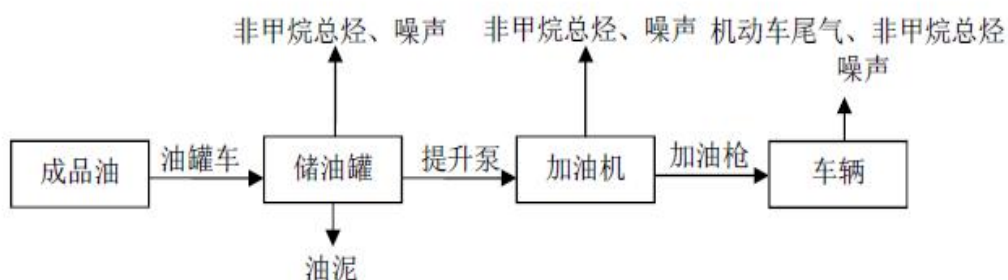 非甲烷总烃、噪声
非甲烷总烃、噪声
机动车尾气、非甲烷总烃
噪声
成品油
油罐车
储油罐
提升泵
加油机
加油枪
车辆
油泥